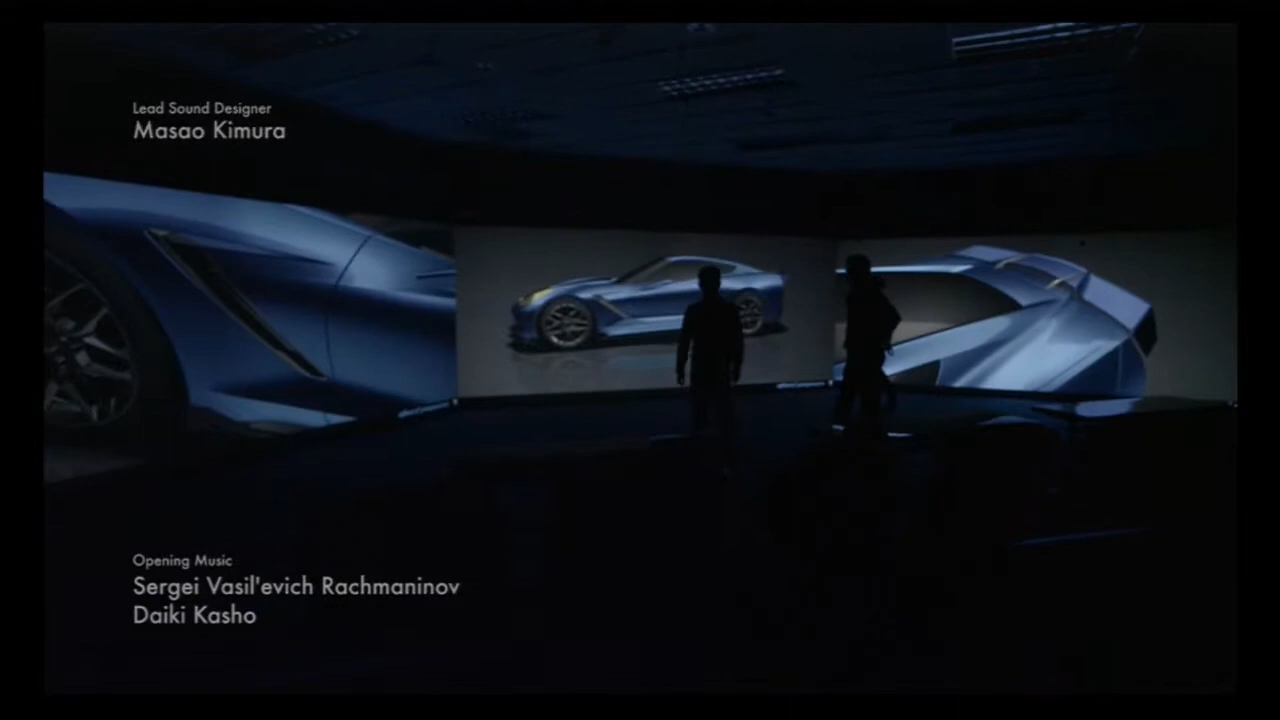 Lead Sound Designer
Masao Kimura
Opening Music
Sergei Vasil'evich Rachmaninov
Daiki Kasho